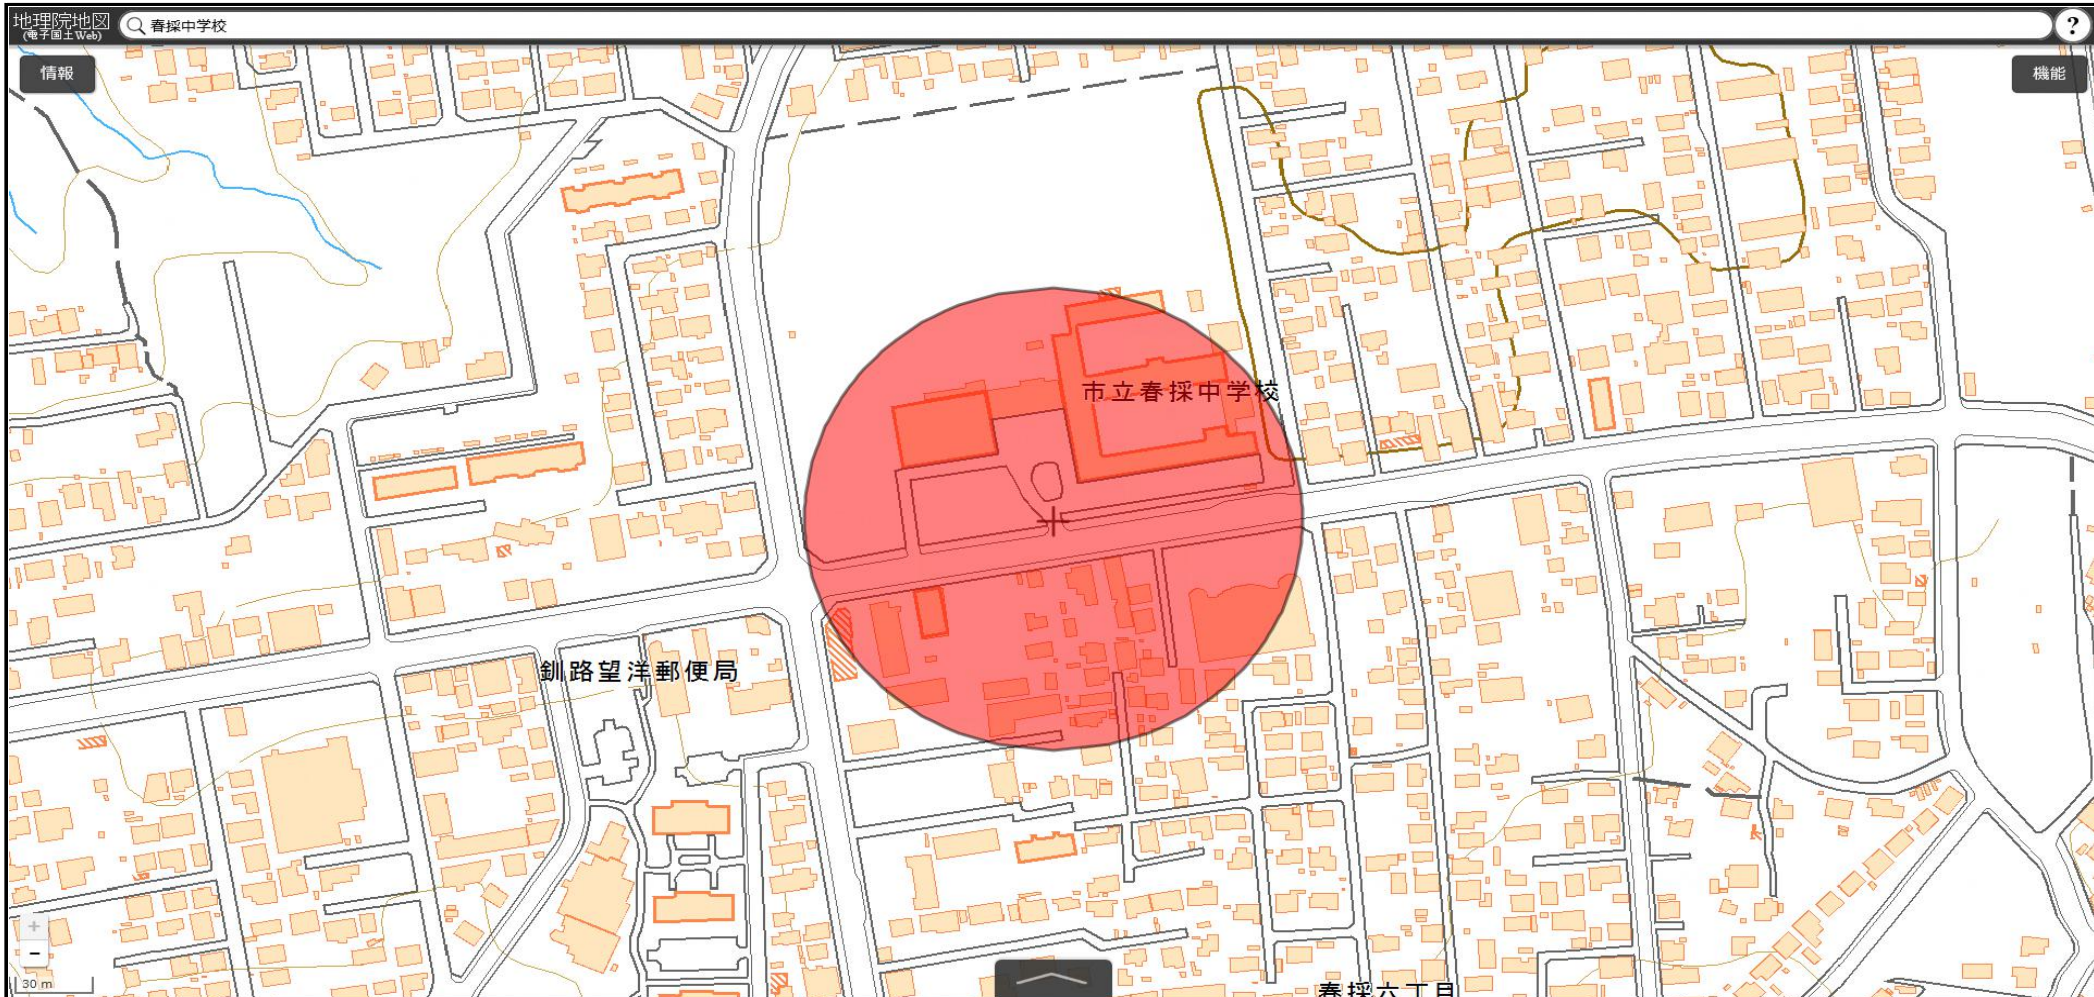 地理院地図
(電子国土Web)
春採中学校
?
情報
機能
市立春採中学校
釧路望洋郵便局
+
-
30 m
春採六丁目